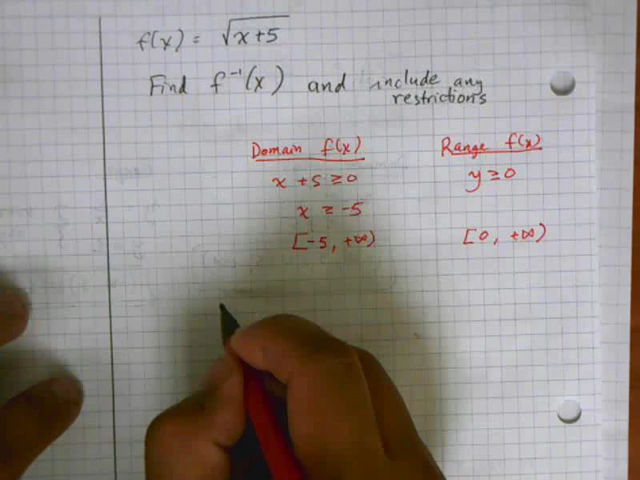 f(x) = √x+5
Find f⁻¹(x) and include any
restrictions
Domain f(x)
x + 5 ≥ 0
x ≥ -5
[-5, +∞)
Range f(x)
y ≥ 0
[0, +∞)